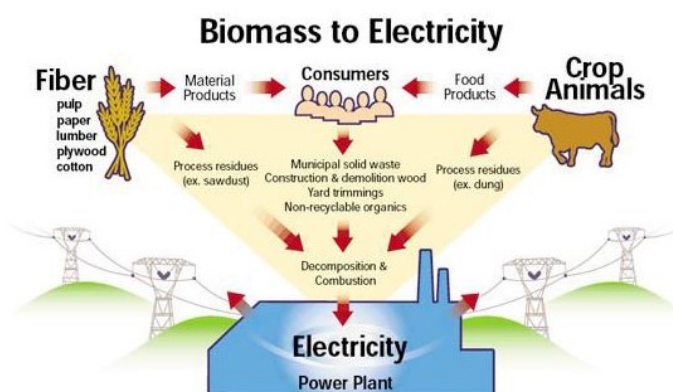 Biomass to Electricity
Fiber
pulp
paper
lumber
plywood
cotton
Material
Products
Consumers
Food
Products
Crop
Animals
Process residues
(ex. sawdust)
Municipal solid waste
Construction & demolition wood
Yard trimmings
Non-recyclable organics
Process residues
(ex. dung)
Decomposition &
Combustion
Electricity
Power Plant